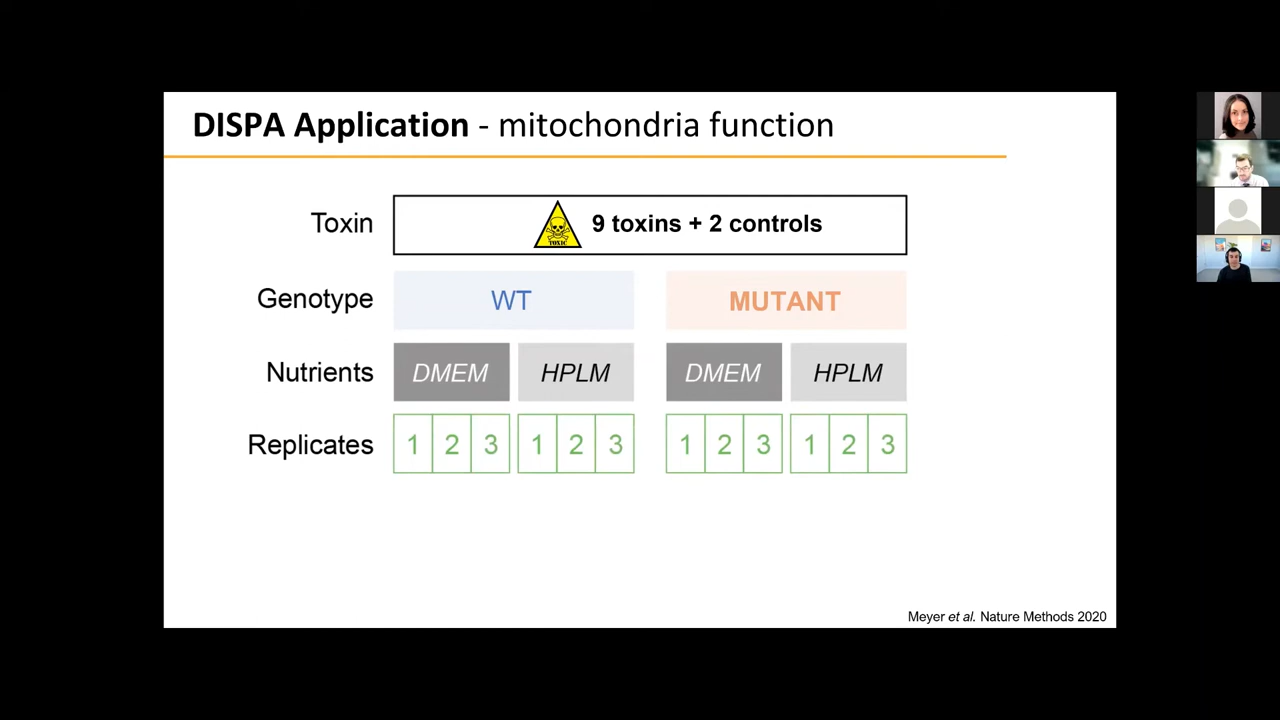 DISPA Application - mitochondria function
Toxin
TOXIC
9 toxins + 2 controls
Genotype WT MUTANT
Nutrients DMEM HPLM DMEM HPLM
Replicates 1 2 3 1 2 3 1 2 3 1 2 3
Meyer et al. Nature Methods 2020